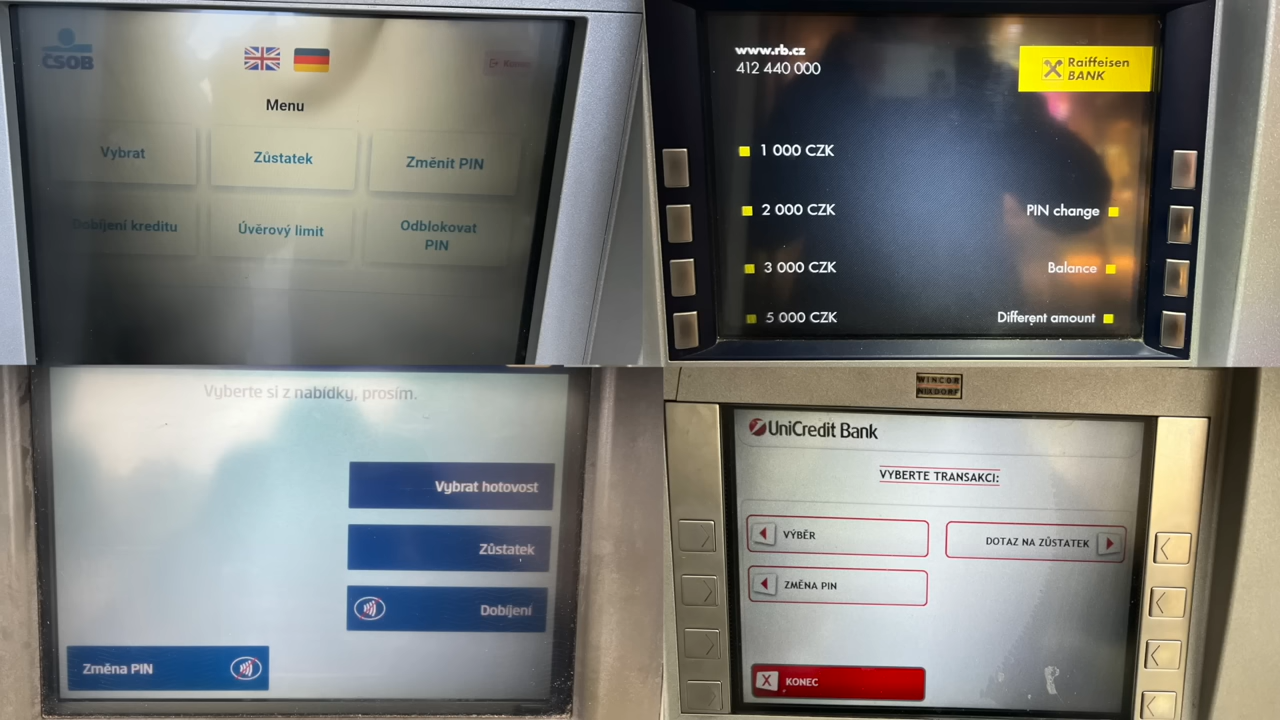 ČSOB
Konec
Menu
Vybrat
Zůstatek
Změnit PIN
Dobíjení kreditu
Úvěrový limit
Odblokovat
PIN
www.rb.cz
412 440 000
Raiffeisen
BANK
1 000 CZK
2 000 CZK
PIN change
3 000 CZK
Balance
5 000 CZK
Different amount
Vyberte si z nabídky, prosím.
Vybrat hotovost
Zůstatek
Dobíjení
Změna PIN
WINCOR
NIXDORF
UniCredit Bank
VYBERTE TRANSAKCI:
VÝBĚR
DOTAZ NA ZŮSTATEK
ZMĚNA PIN
X KONEC